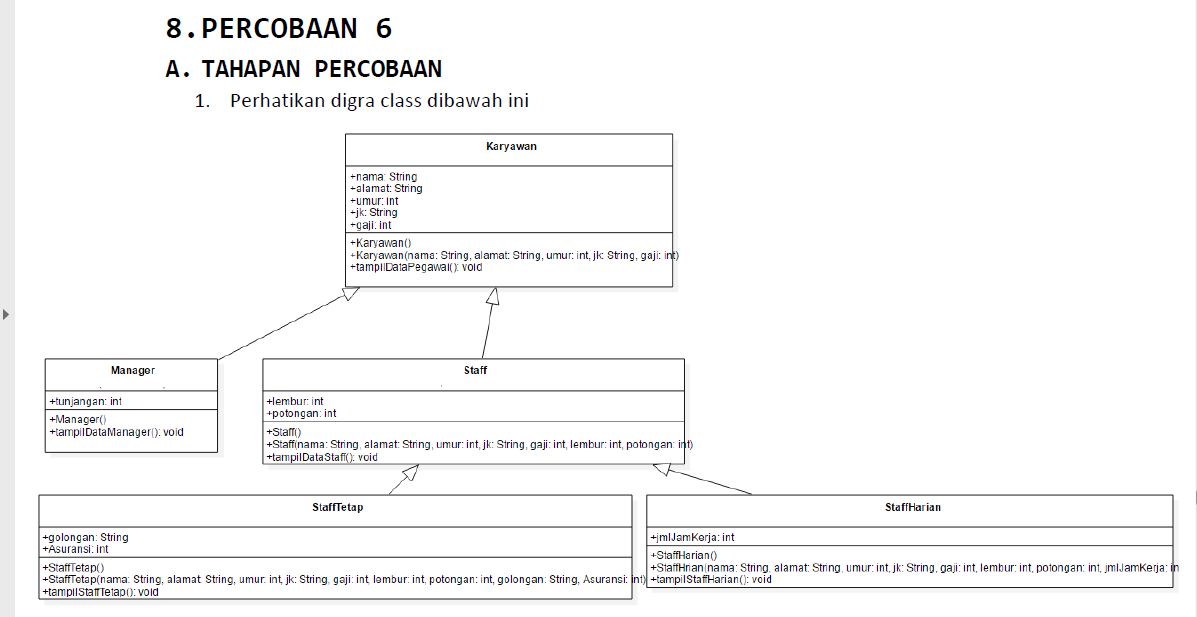 8.PERCOBAAN 6
A. TAHAPAN PERCOBAAN
1. Perhatikan digra class dibawah ini
Karyawan
+nama: String
+alamat: String
+umur: int
+jk: String
+gaji: int
+Karyawan()
+Karyawan(nama: String, alamat: String, umur: int, jk: String, gaji: int)
+tampilDataPegawai(): void
Manager
+tunjangan: int
+Manager()
+tampilDataManager(): void
Staff
+lembur: int
+potongan: int
+Staff()
+Staff(nama: String, alamat: String, umur: int, jk: String, gaji: int, lembur: int, potongan: int)
+tampilDataStaff(): void
StaffTetap
+golongan: String
+Asuransi: int
+StaffTetap()
+StaffTetap(nama: String, alamat: String, umur: int, jk: String, gaji: int, lembur: int, potongan: int, golongan: String, Asuransi: int)
+tampilStaffTetap(): void
StaffHarian
+jmlJamKerja: int
+StaffHarian()
+StaffHrian(nama: String, alamat: String, umur: int, jk: String, gaji: int, lembur: int, potongan: int, jmlJamKerja: in
+tampilStaffHarian(): void